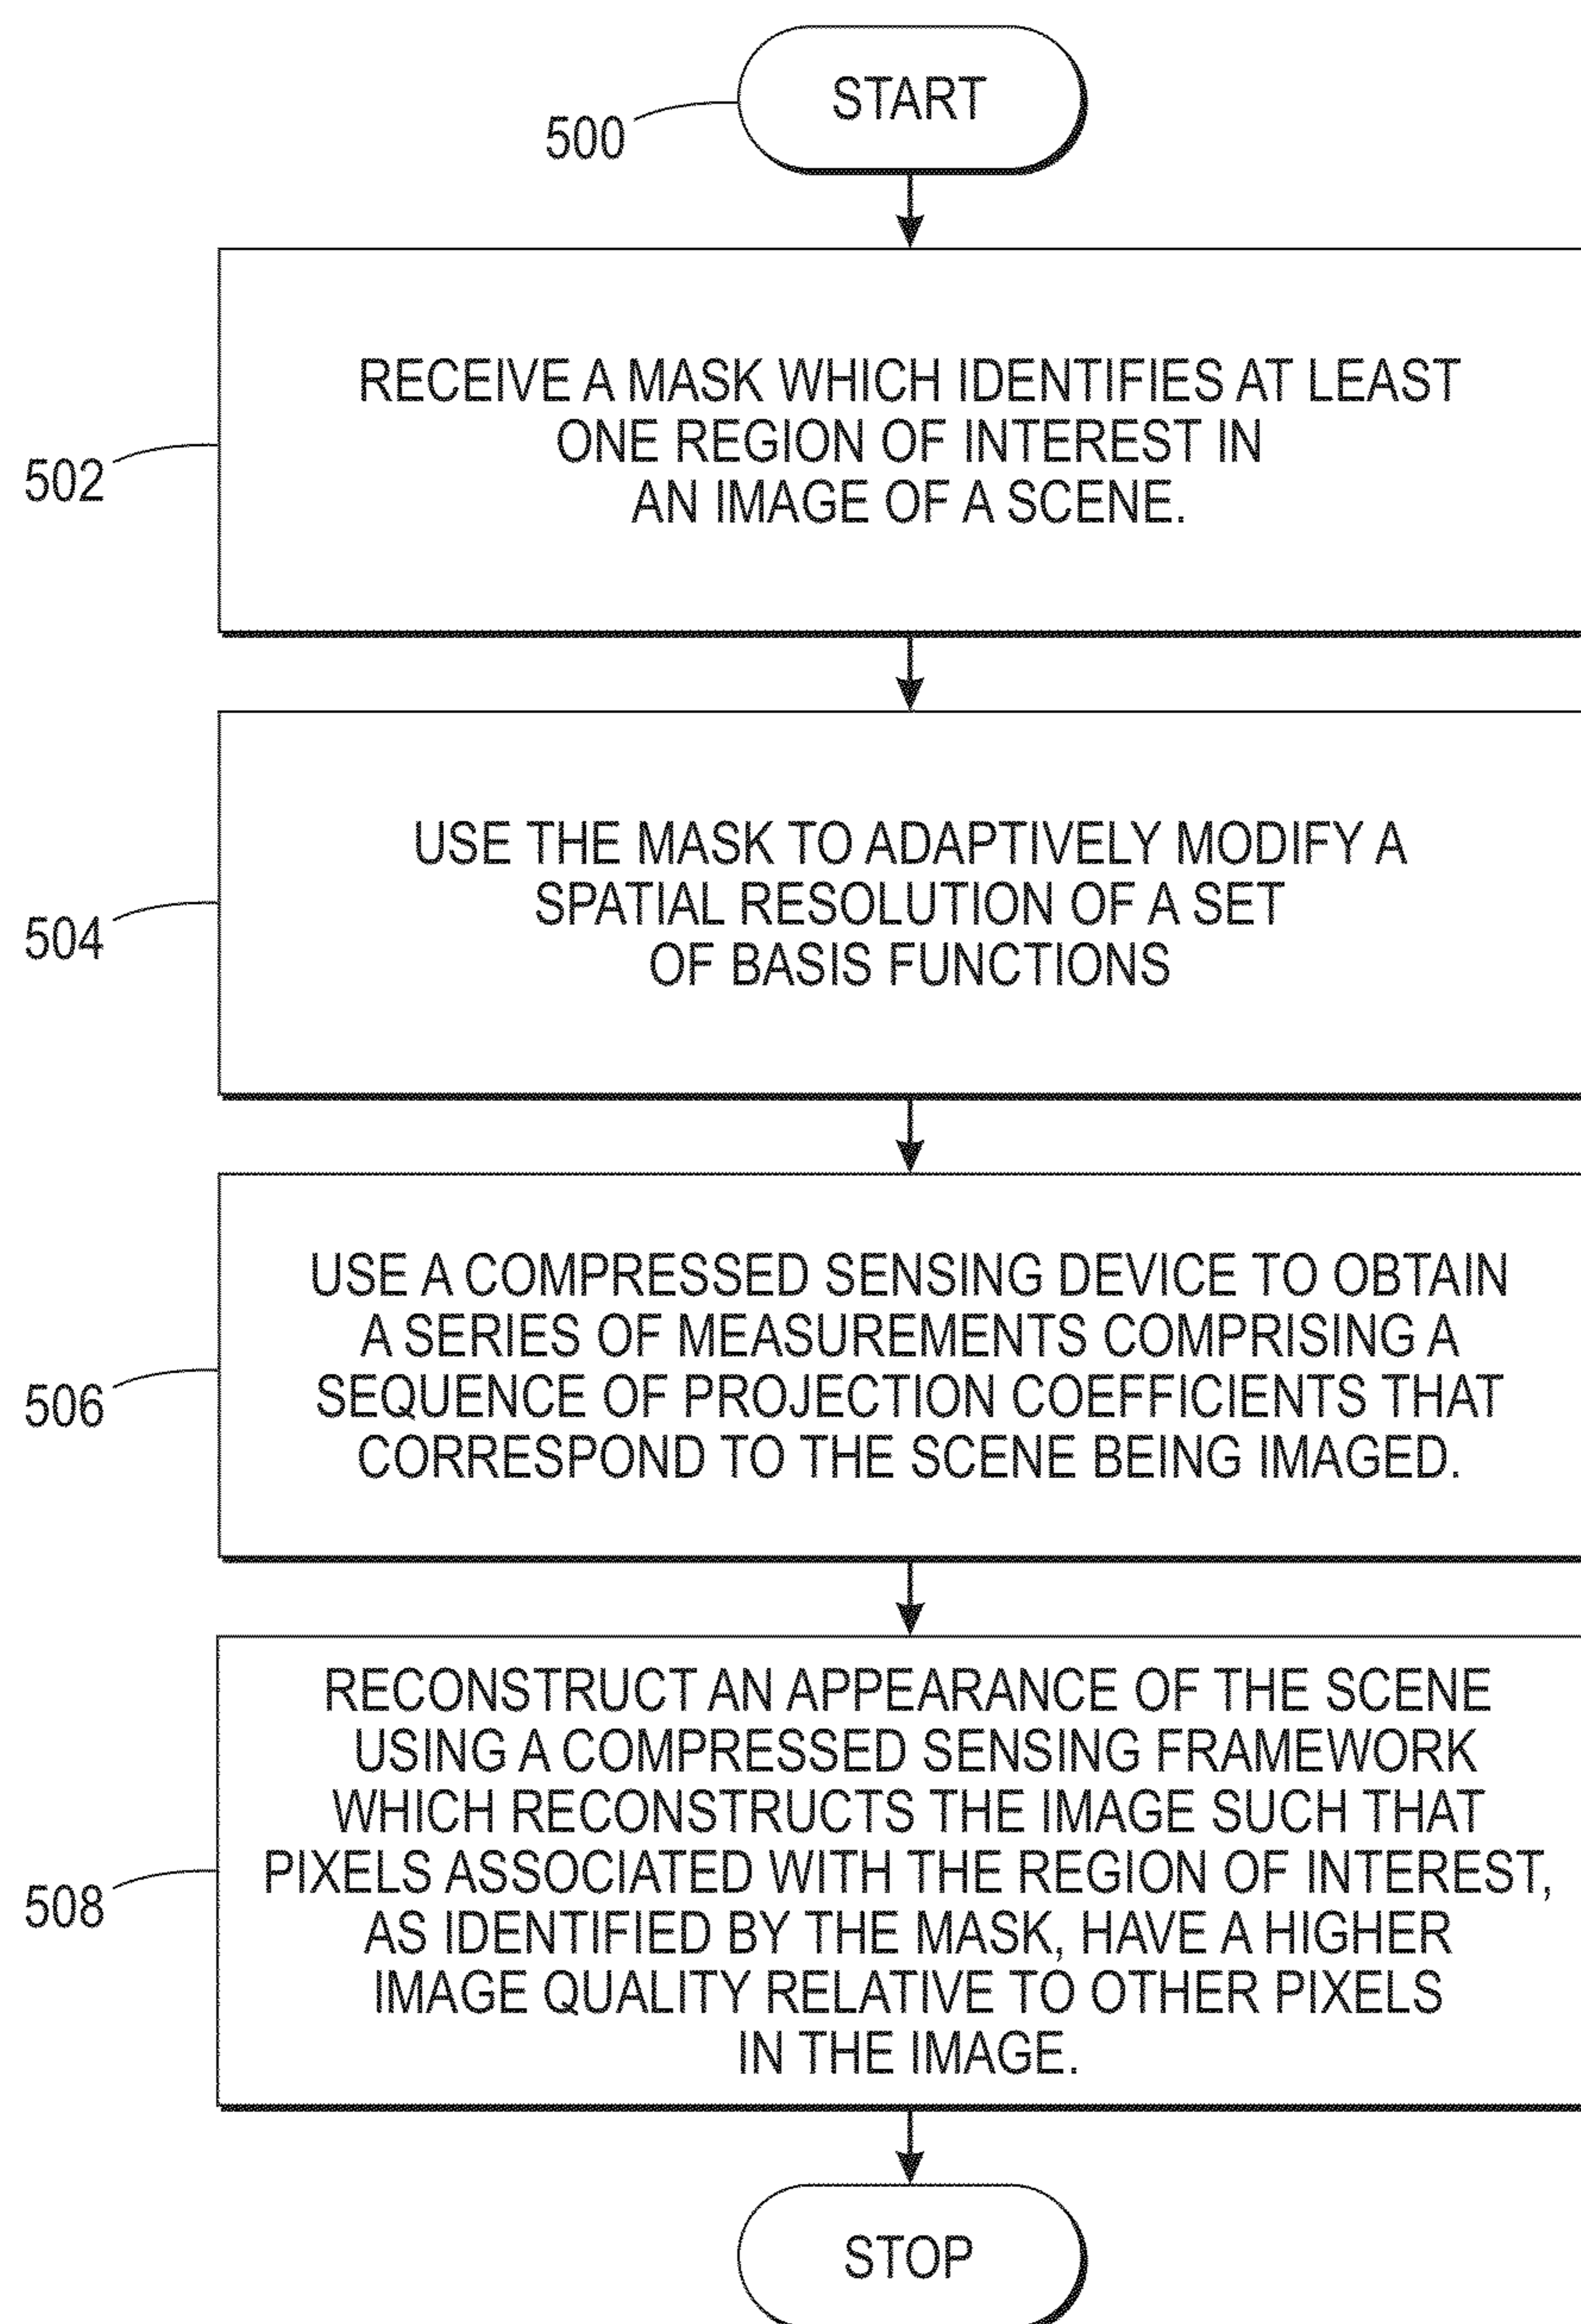 START
500
RECEIVE A MASK WHICH IDENTIFIES AT LEAST
ONE REGION OF INTEREST IN
AN IMAGE OF A SCENE.
502
USE THE MASK TO ADAPTIVELY MODIFY A
SPATIAL RESOLUTION OF A SET
OF BASIS FUNCTIONS
504
USE A COMPRESSED SENSING DEVICE TO OBTAIN
A SERIES OF MEASUREMENTS COMPRISING A
SEQUENCE OF PROJECTION COEFFICIENTS THAT
CORRESPOND TO THE SCENE BEING IMAGED.
506
RECONSTRUCT AN APPEARANCE OF THE SCENE
USING A COMPRESSED SENSING FRAMEWORK
WHICH RECONSTRUCTS THE IMAGE SUCH THAT
PIXELS ASSOCIATED WITH THE REGION OF INTEREST,
AS IDENTIFIED BY THE MASK, HAVE A HIGHER
IMAGE QUALITY RELATIVE TO OTHER PIXELS
IN THE IMAGE.
508
STOP